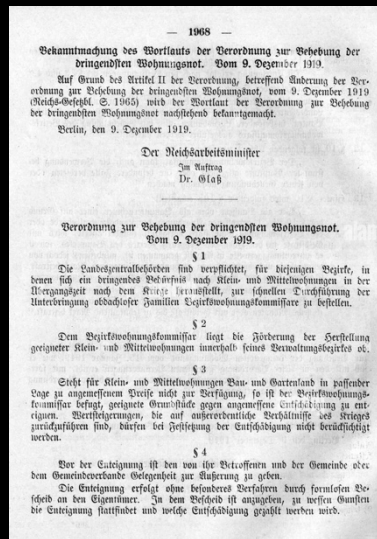 — 1968 —
Bekanntmachung des Wortlauts der Verordnung zur Behebung der
dringendsten Wohnungsnot. Vom 9. Dezember 1919.
Auf Grund des Artikel II der Verordnung, betreffend Änderung der Ver-
ordnung zur Behebung der dringendsten Wohnungsnot, vom 9. Dezember 1919
(Reichs-Gesetzbl. S. 1965) wird der Wortlaut der Verordnung zur Behebung
der dringendsten Wohnungsnot nachstehend bekanntgemacht.
Berlin, den 9. Dezember 1919.
Der Reichsarbeitsminister
Im Auftrag
Dr. Glaß
Verordnung zur Behebung der dringendsten Wohnungsnot.
Vom 9. Dezember 1919.
§ 1
Die Landeszentralbehörden sind verpflichtet, für diejenigen Bezirke, in
denen sich ein dringendes Bedürfnis nach Klein- und Mittelwohnungen in der
Übergangszeit nach dem Kriege herausstellt, zur schnellen Durchführung der
Unterbringung obdachloser Familien Bezirkswohnungskommissare zu bestellen.
§ 2
Dem Bezirkswohnungskommissar liegt die Förderung der Herstellung
geeigneter Klein- und Mittelwohnungen innerhalb seines Verwaltungsbezirkes ob.
§ 3
Steht für Klein- und Mittelwohnungen Bau- und Gartenland in passender
Lage zu angemessenem Preise nicht zur Verfügung, so ist der Bezirkswohnungs-
kommissar befugt, geeignete Grundstücke gegen angemessene Entschädigung zu ent-
eignen. Wertsteigerungen, die auf außerordentliche Verhältnisse des Krieges
zurückzuführen sind, dürfen bei Festsetzung der Entschädigung nicht berücksichtigt
werden.
§ 4
Vor der Enteignung ist den von ihr Betroffenen und der Gemeinde oder
dem Gemeindeverbande Gelegenheit zur Äußerung zu geben.
Die Enteignung erfolgt ohne besonderes Verfahren durch formlosen Be-
scheid an den Eigentümer. In dem Bescheid ist anzugeben, zu wessen Gunsten
die Enteignung stattfindet und welche Entschädigung gezahlt werden wird.